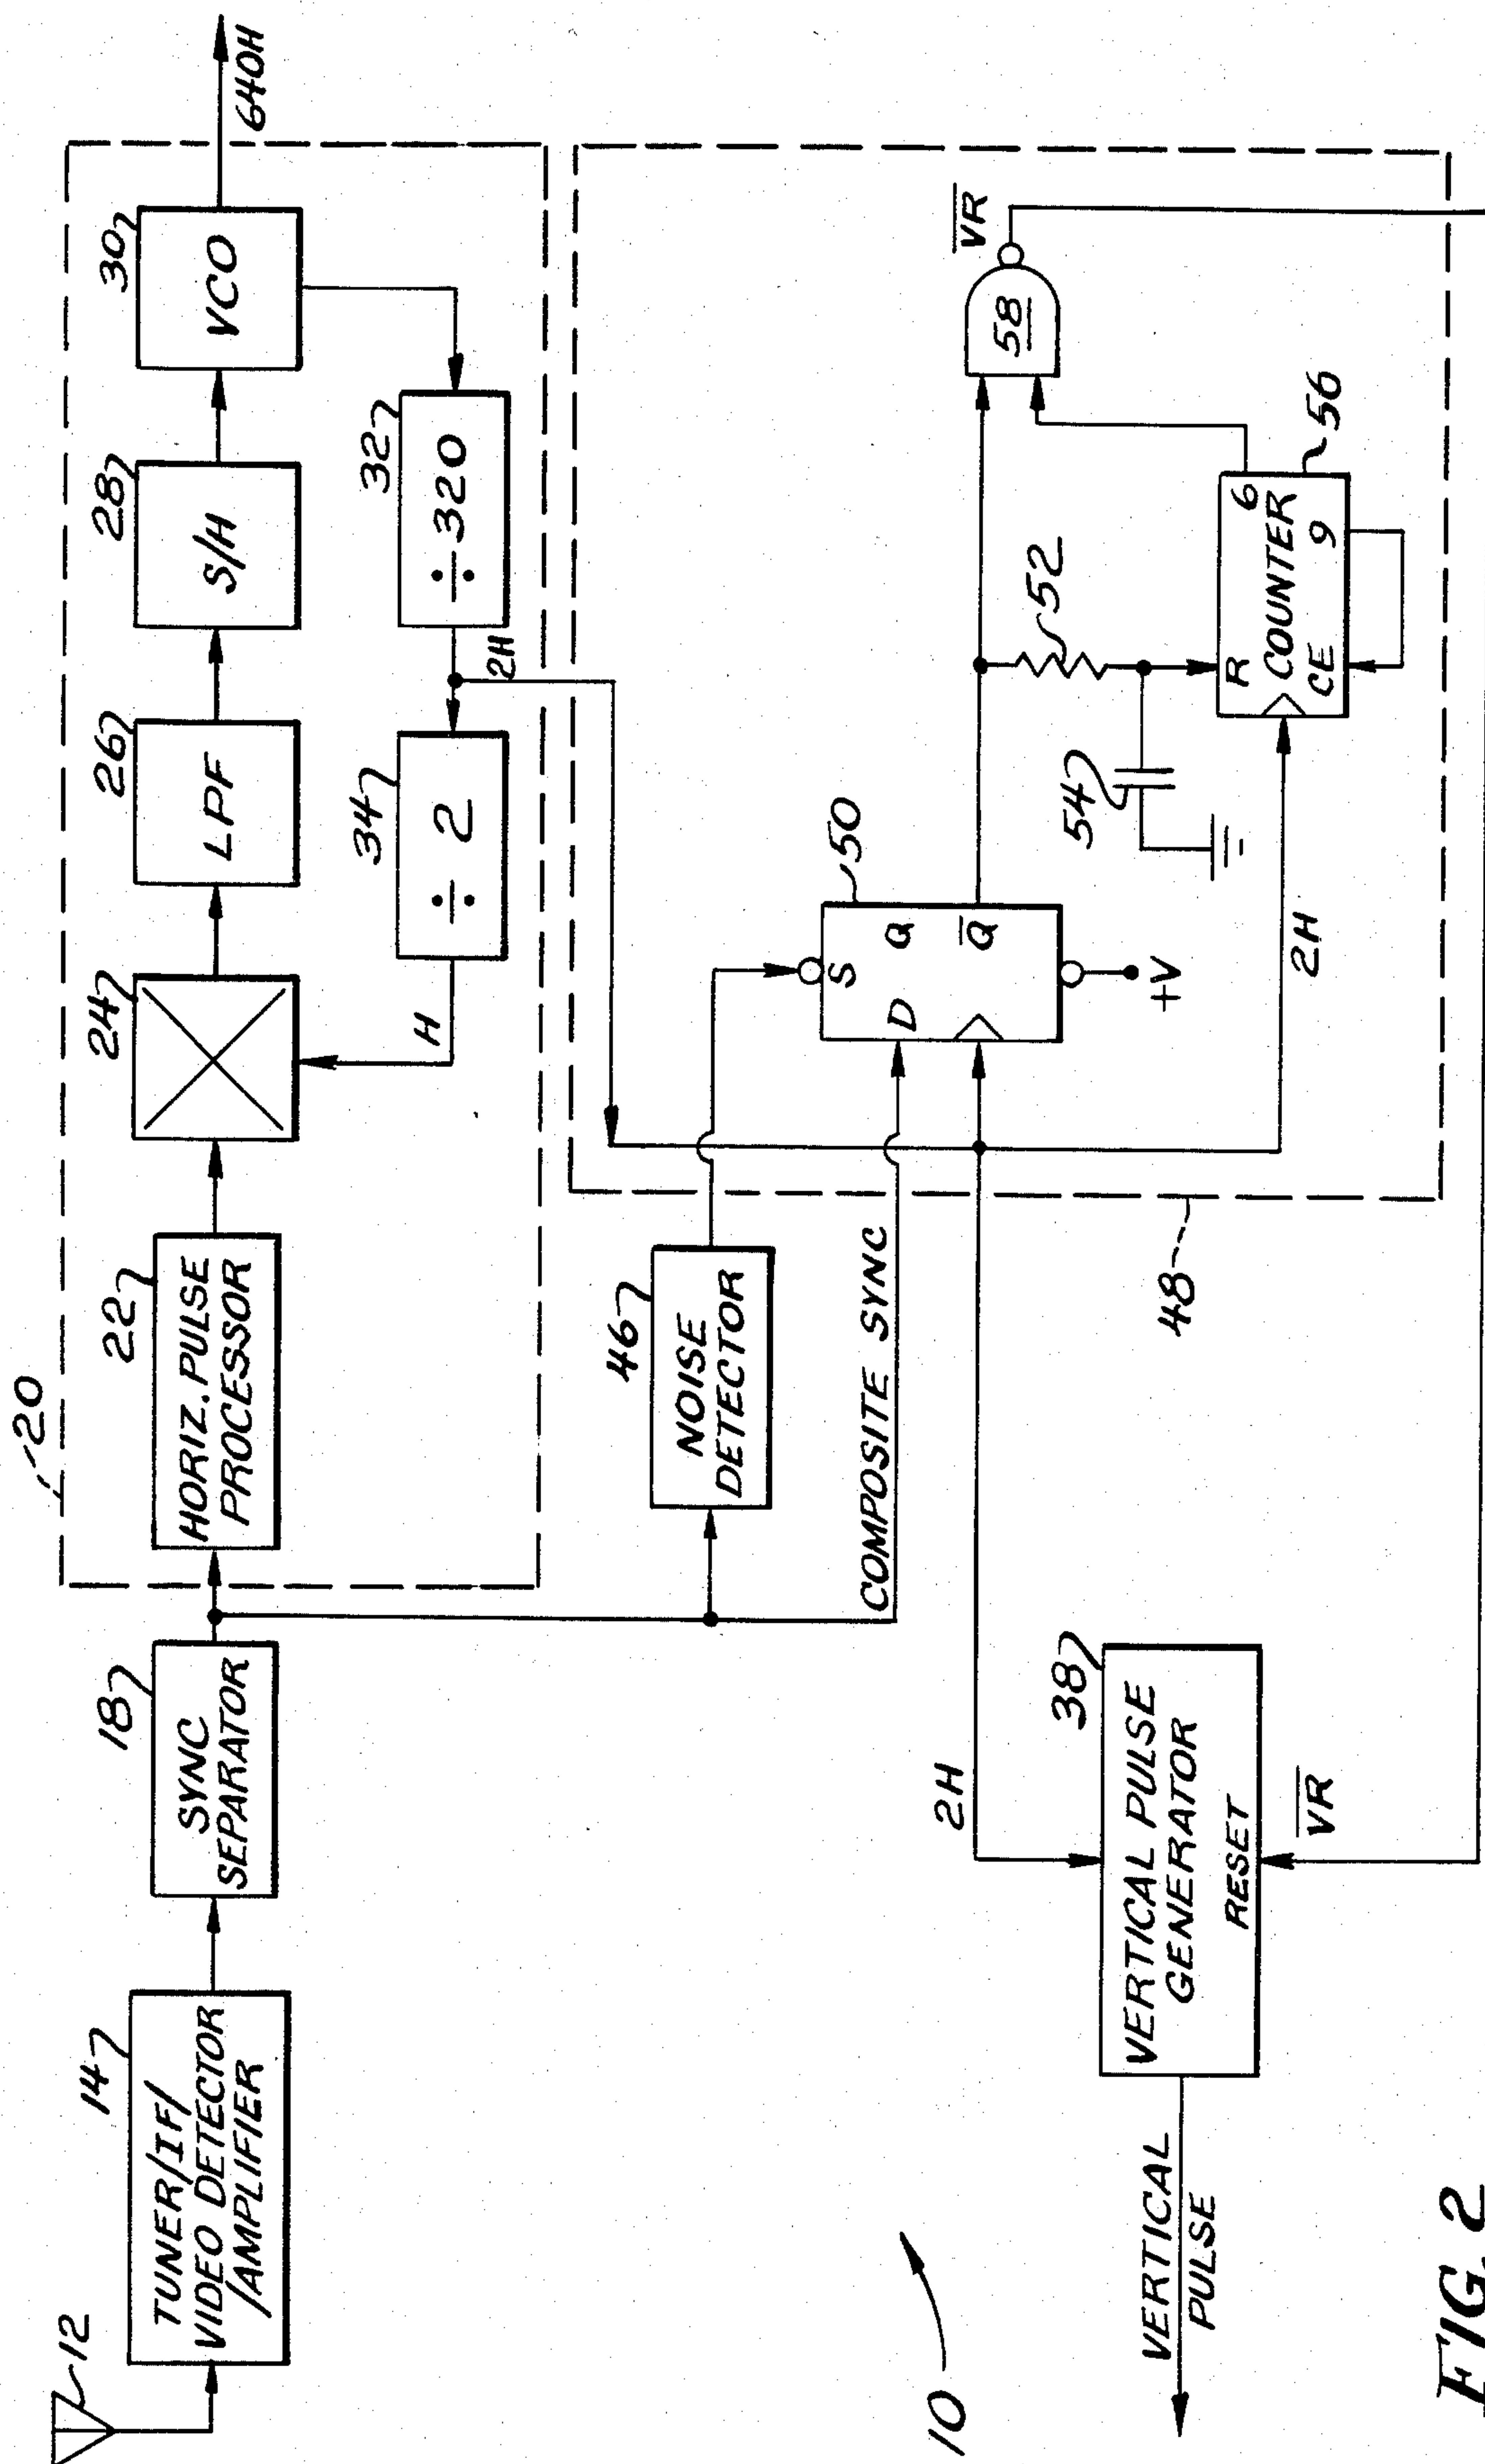 12
14
TUNER/IF/
VIDEO DETECTOR
/AMPLIFIER
18
SYNC
SEPARATOR
20
22
HORIZ. PULSE
PROCESSOR
24
26
LPF
28
S/H
30
VCO
640H
H
34
÷ 2
2H
32
÷ 320
46
NOISE
DETECTOR
COMPOSITE SYNC
48
50
S
D
Q
Q̅
+V
52
54
2H
R
COUNTER
6
CE
9
56
58
V̅R̅
2H
38
VERTICAL PULSE
GENERATOR
RESET
V̅R̅
VERTICAL
PULSE
10
FIG. 2